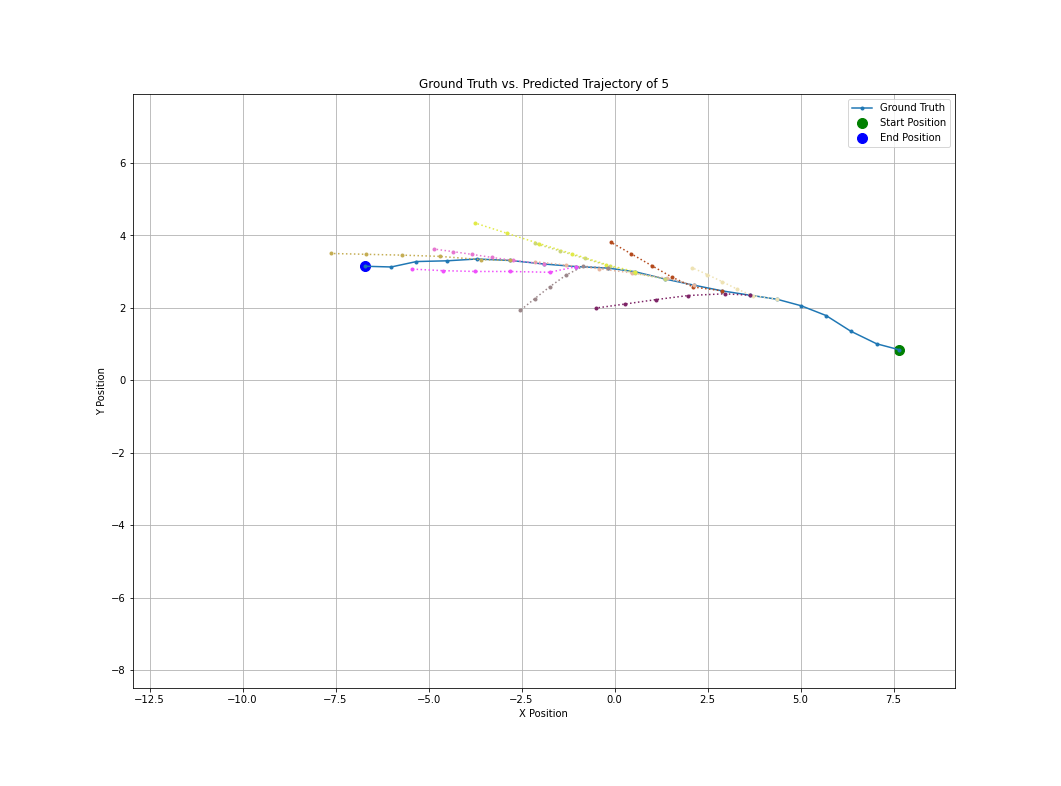 Ground Truth vs. Predicted Trajectory of 5
Ground Truth
Start Position
End Position
Y Position
6
4
2
0
−2
−4
−6
−8
−12.5 −10.0 −7.5 −5.0 −2.5 0.0 2.5 5.0 7.5
X Position